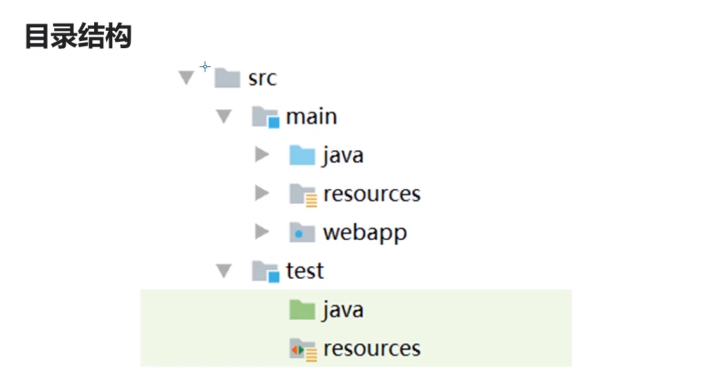 目录结构
src
main
java
resources
webapp
test
java
resources